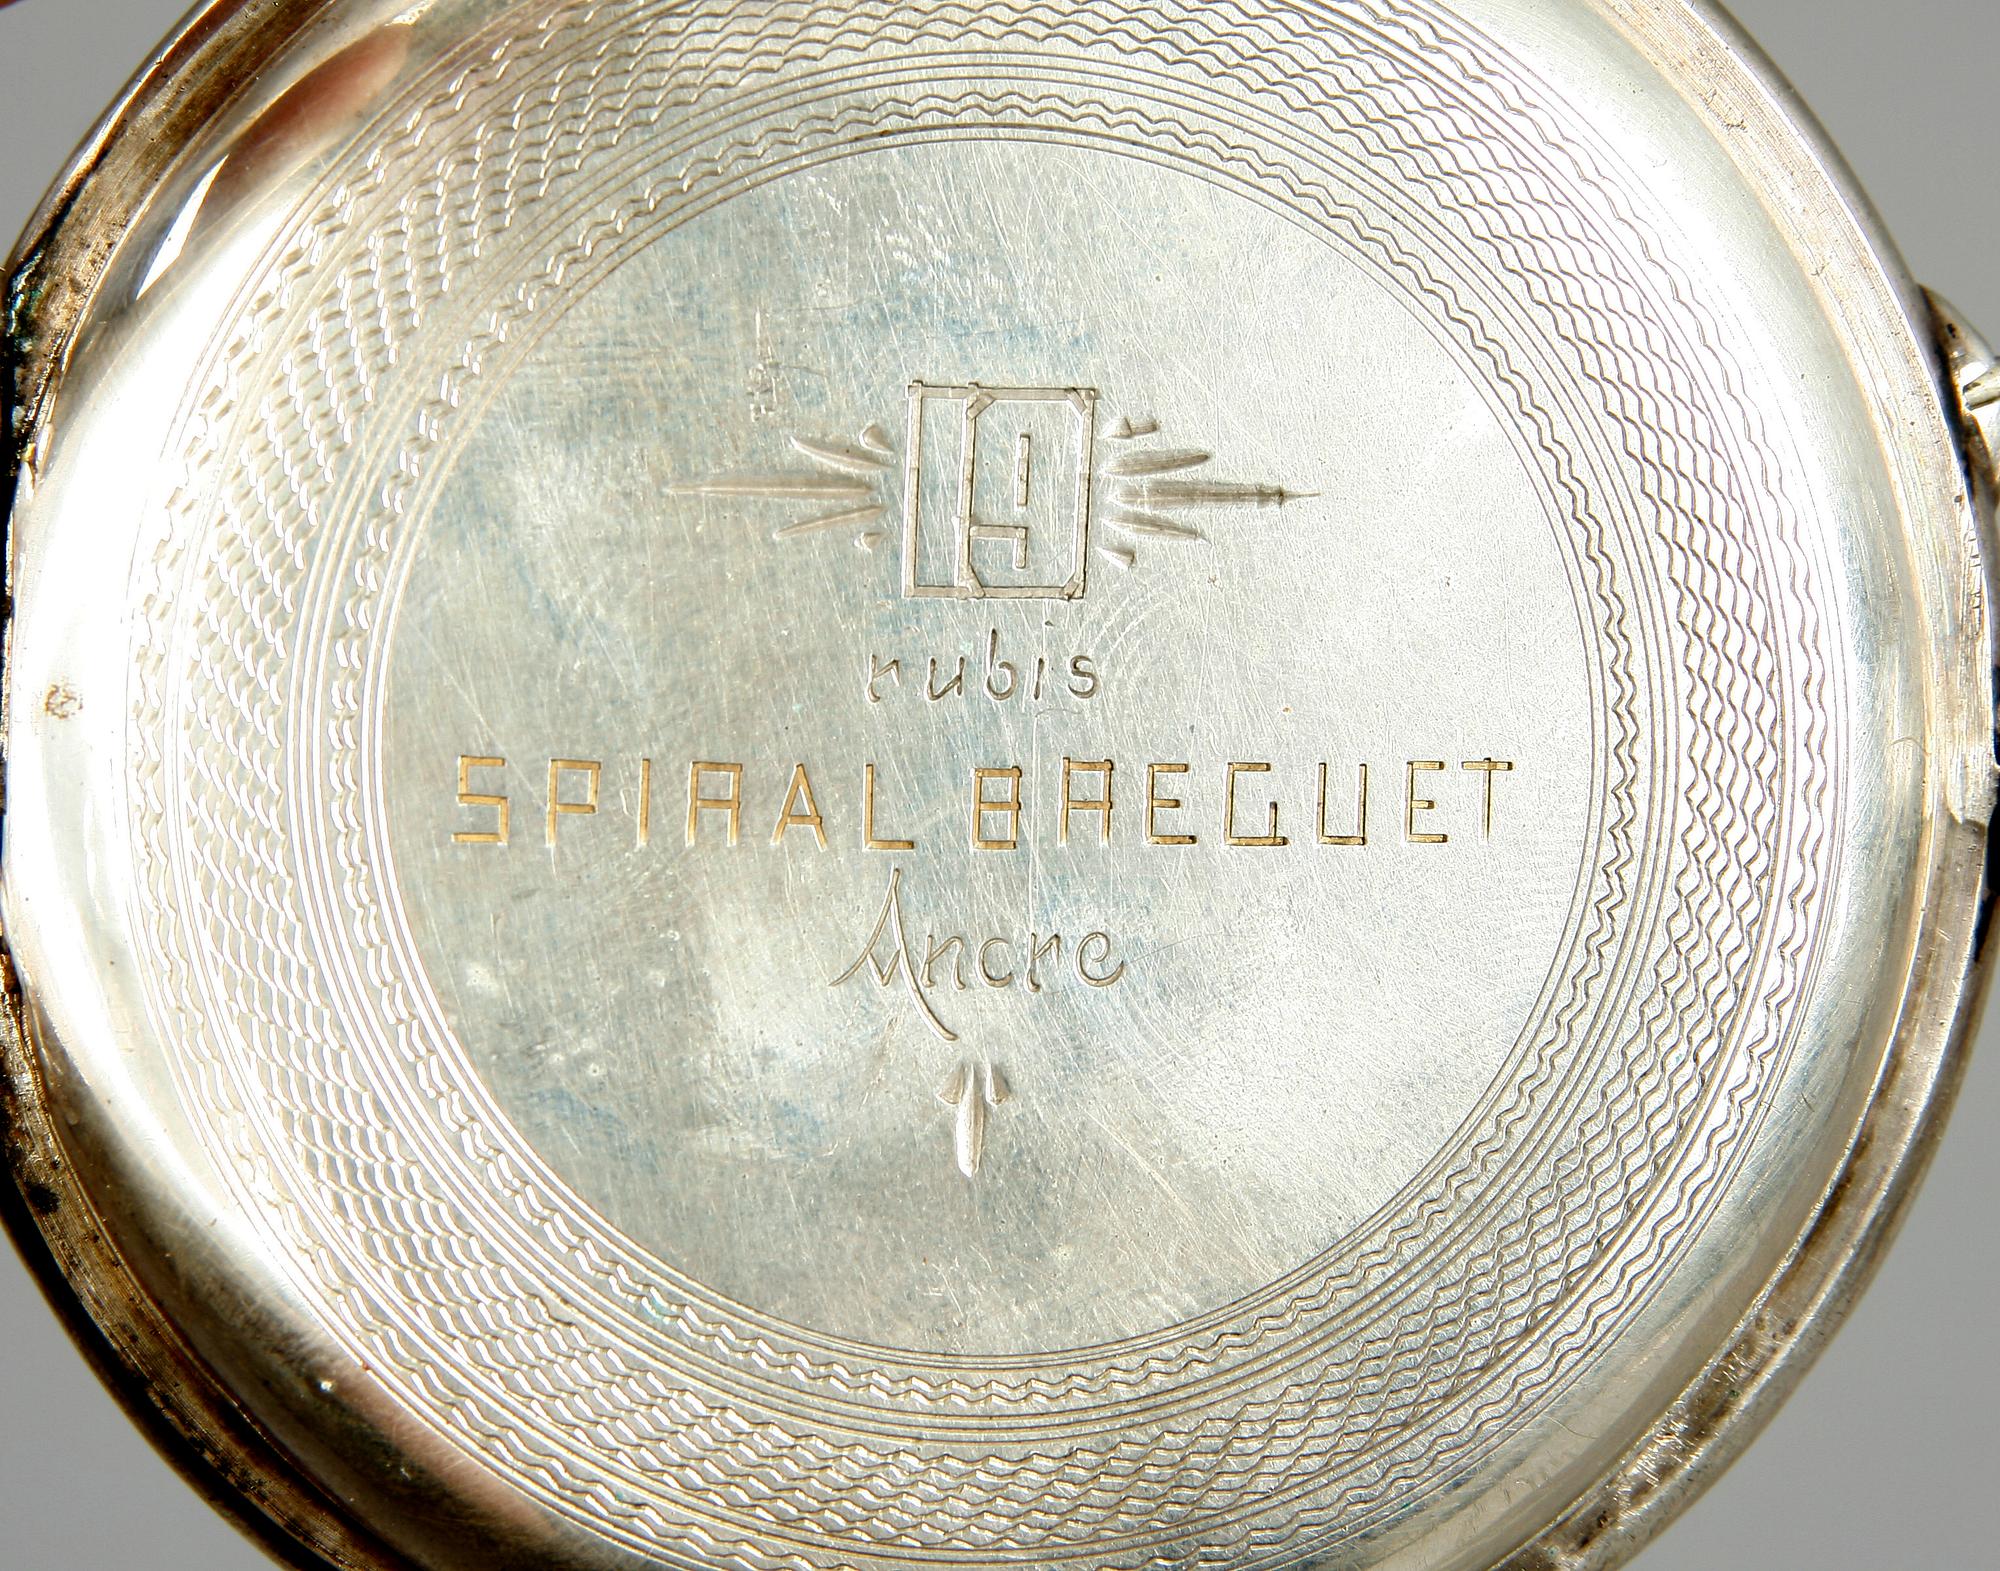 19
rubis
SPIRAL BREGUET
Ancre